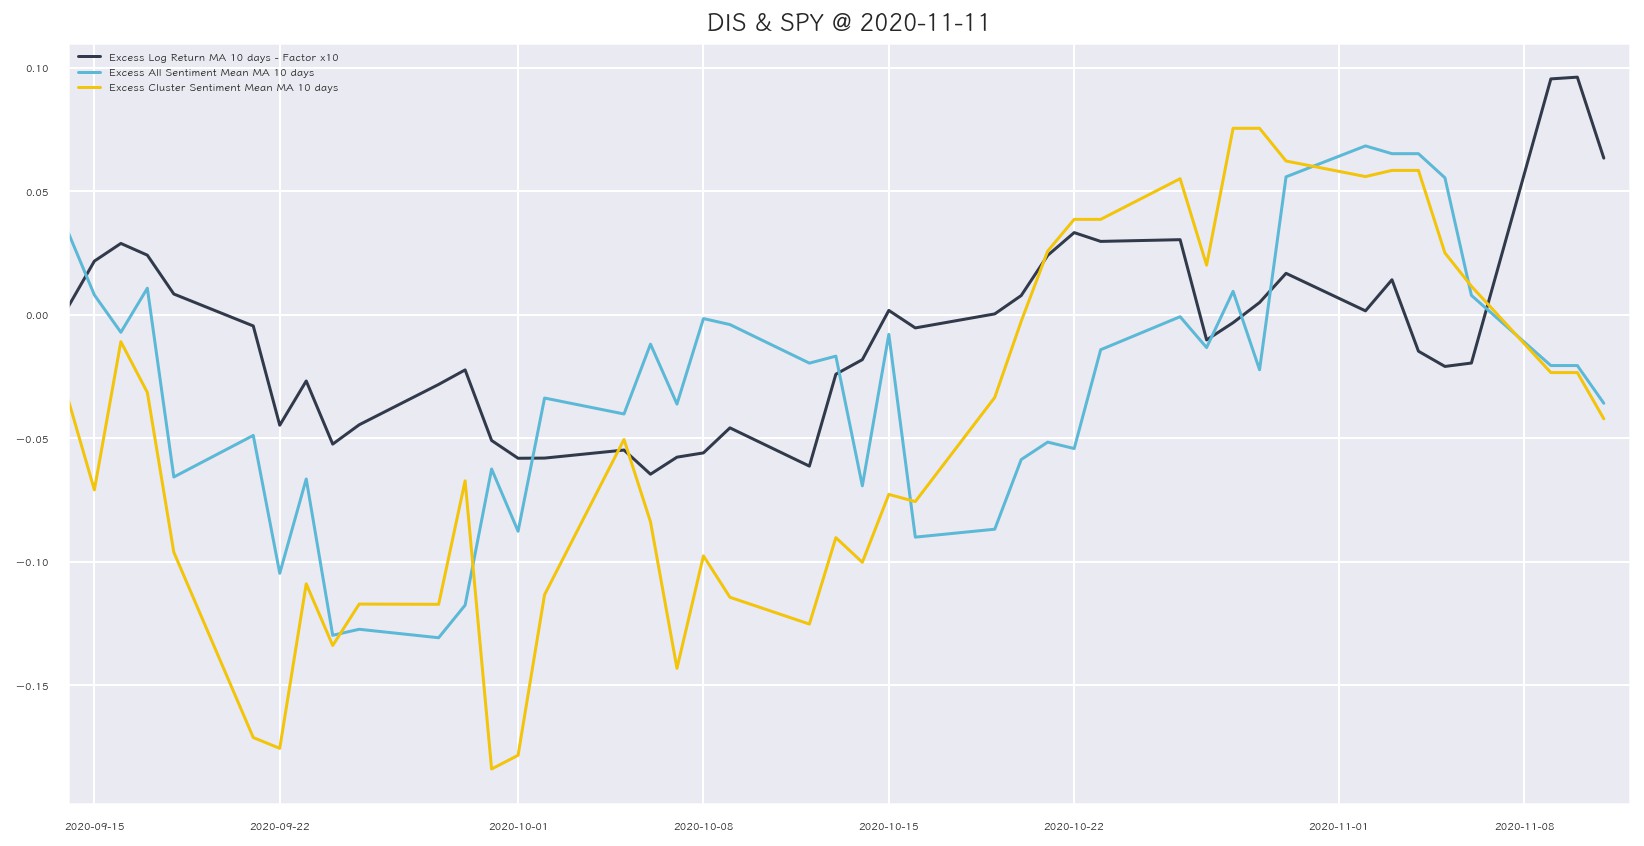 DIS & SPY @ 2020-11-11
Excess Log Return MA 10 days - Factor x10
Excess All Sentiment Mean MA 10 days
Excess Cluster Sentiment Mean MA 10 days
0.10
0.05
0.00
−0.05
−0.10
−0.15
2020-09-15 2020-09-22 2020-10-01 2020-10-08 2020-10-15 2020-10-22 2020-11-01 2020-11-08